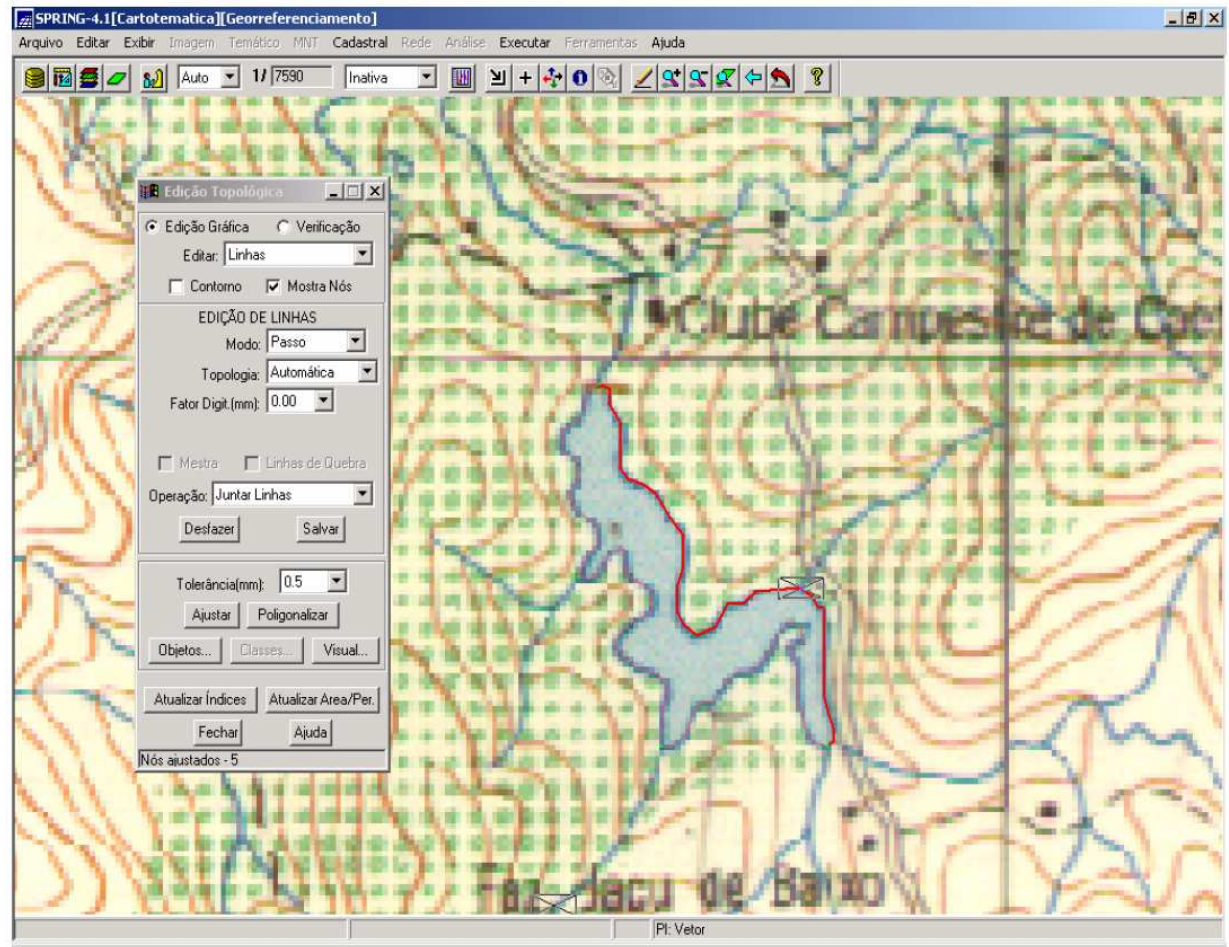 SPRING-4.1[Cartotematica][Georreferenciamento]
Arquivo Editar Exibir Imagem Temático MNT Cadastral Rede Análise Executar Ferramentas Ajuda
Auto 1/ 7590 Inativa
Edição Topológica
Edição Gráfica Verificação
Editar: Linhas
Contorno Mostra Nós
EDIÇÃO DE LINHAS
Modo: Passo
Topologia: Automática
Fator Digit.(mm): 0.00
Mestra Linhas de Quebra
Operação: Juntar Linhas
Desfazer Salvar
Tolerância(mm): 0.5
Ajustar Poligonalizar
Objetos... Classes... Visual...
Atualizar Índices Atualizar Area/Per.
Fechar Ajuda
Nós ajustados - 5
Clube Campestre de
Faz Jacu de Baixo
PI: Vetor